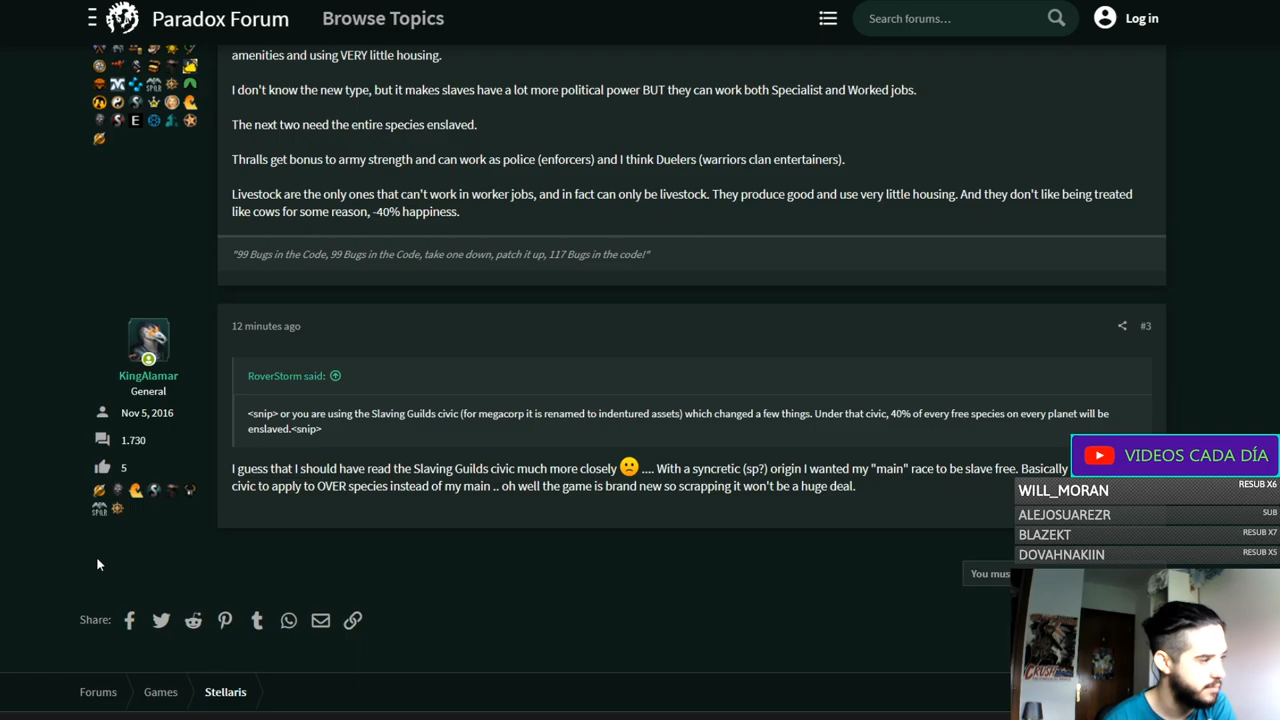 Paradox Forum
Browse Topics
Search forums...
Log in
amenities and using VERY little housing.
I don't know the new type, but it makes slaves have a lot more political power BUT they can work both Specialist and Worked jobs.
The next two need the entire species enslaved.
Thralls get bonus to army strength and can work as police (enforcers) and I think Duelers (warriors clan entertainers).
Livestock are the only ones that can't work in worker jobs, and in fact can only be livestock. They produce good and use very little housing. And they don't like being treated
like cows for some reason, -40% happiness.
"99 Bugs in the Code, 99 Bugs in the Code, take one down, patch it up, 117 Bugs in the code!"
12 minutes ago
#3
KingAlamar
General
Nov 5, 2016
1.730
5
RoverStorm said:
<snip> or you are using the Slaving Guilds civic (for megacorp it is renamed to indentured assets) which changed a few things. Under that civic, 40% of every free species on every planet will be
enslaved.<snip>
I guess that I should have read the Slaving Guilds civic much more closely .... With a syncretic (sp?) origin I wanted my "main" race to be slave free. Basically
civic to apply to OVER species instead of my main .. oh well the game is brand new so scrapping it won't be a huge deal.
VIDEOS CADA DÍA
WILL_MORAN RESUB X6
ALEJOSUAREZR SUB
BLAZEKT RESUB X7
DOVAHNAKIIN RESUB X5
You mus
Share:
Forums
Games
Stellaris